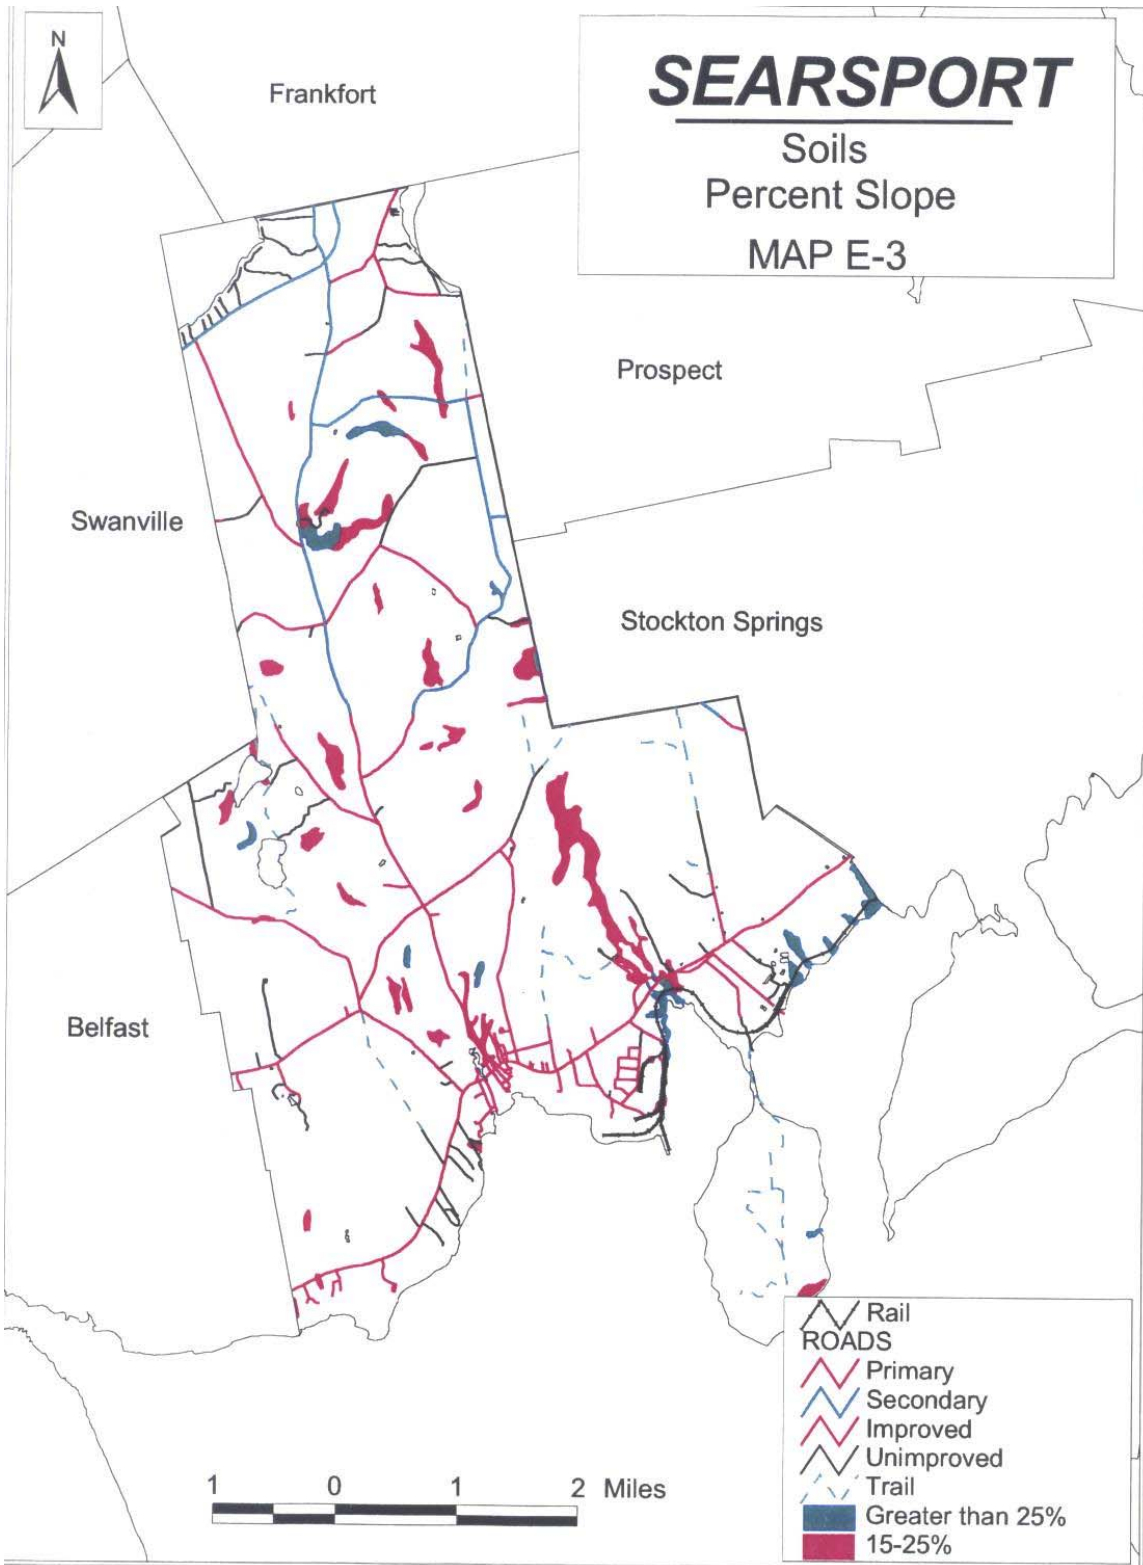 N
Frankfort
SEARSPORT
Soils
Percent Slope
MAP E-3
Prospect
Swanville
Stockton Springs
Belfast
Rail
ROADS
Primary
Secondary
Improved
Unimproved
Trail
Greater than 25%
15-25%
1 0 1 2 Miles